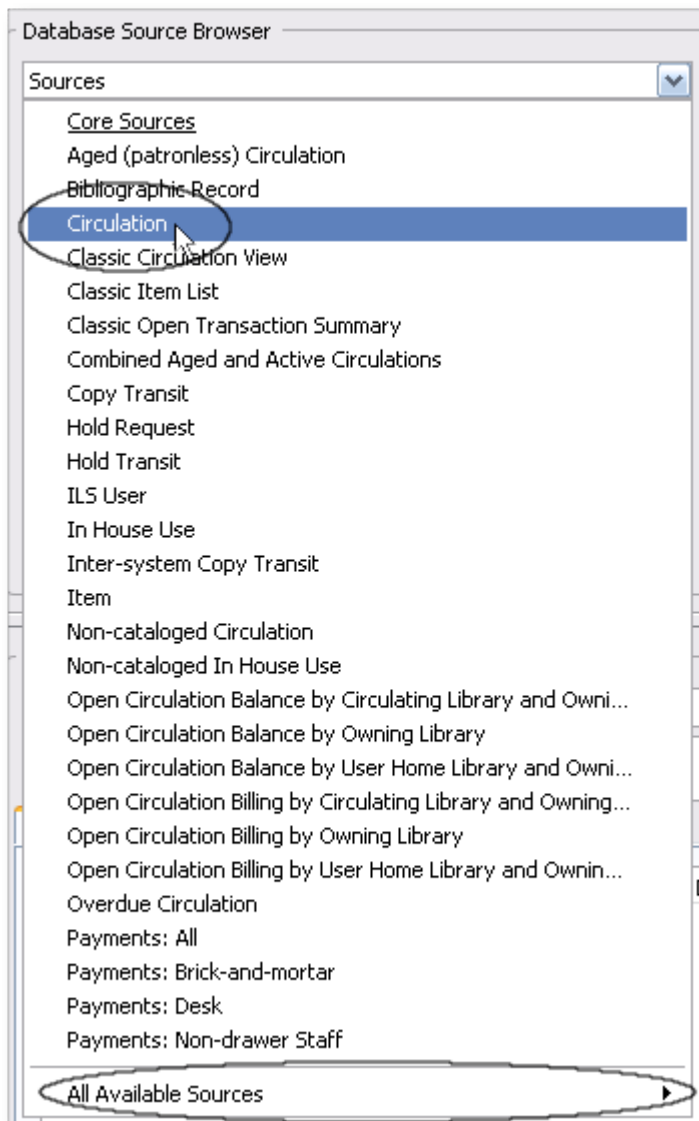 Database Source Browser
Sources
Core Sources
Aged (patronless) Circulation
Bibliographic Record
Circulation
Classic Circulation View
Classic Item List
Classic Open Transaction Summary
Combined Aged and Active Circulations
Copy Transit
Hold Request
Hold Transit
ILS User
In House Use
Inter-system Copy Transit
Item
Non-cataloged Circulation
Non-cataloged In House Use
Open Circulation Balance by Circulating Library and Owni...
Open Circulation Balance by Owning Library
Open Circulation Balance by User Home Library and Owni...
Open Circulation Billing by Circulating Library and Owning...
Open Circulation Billing by Owning Library
Open Circulation Billing by User Home Library and Ownin...
Overdue Circulation
Payments: All
Payments: Brick-and-mortar
Payments: Desk
Payments: Non-drawer Staff
All Available Sources